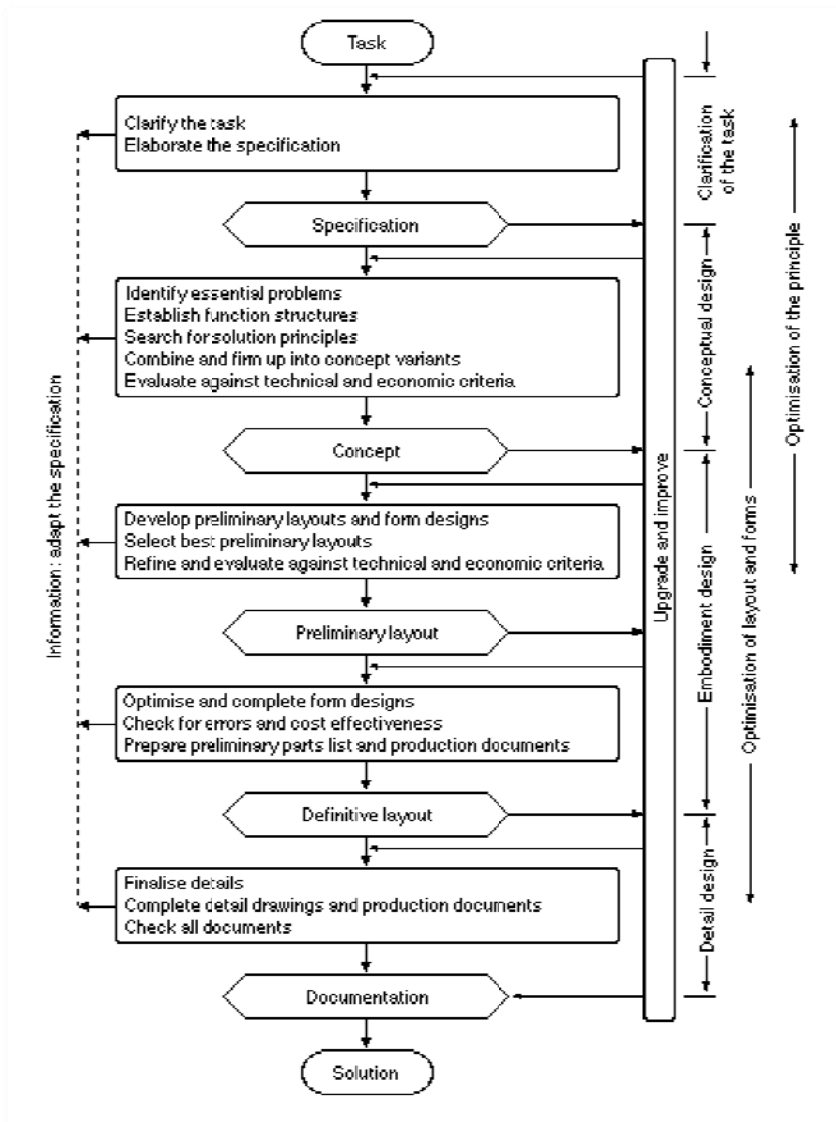 Task
Clarify the task
Elaborate the specification
Specification
Identify essential problems
Establish function structures
Search for solution principles
Combine and firm up into concept variants
Evaluate against technical and economic criteria
Concept
Develop preliminary layouts and form designs
Select best preliminary layouts
Refine and evaluate against technical and economic criteria
Preliminary layout
Optimise and complete form designs
Check for errors and cost effectiveness
Prepare preliminary parts list and production documents
Definitive layout
Finalise details
Complete detail drawings and production documents
Check all documents
Documentation
Solution
Information: adapt the specification
Upgrade and improve
Clarification
of the task
Conceptual design
Embodiment design
Detail design
Optimisation of layout and forms
Optimisation of the principle